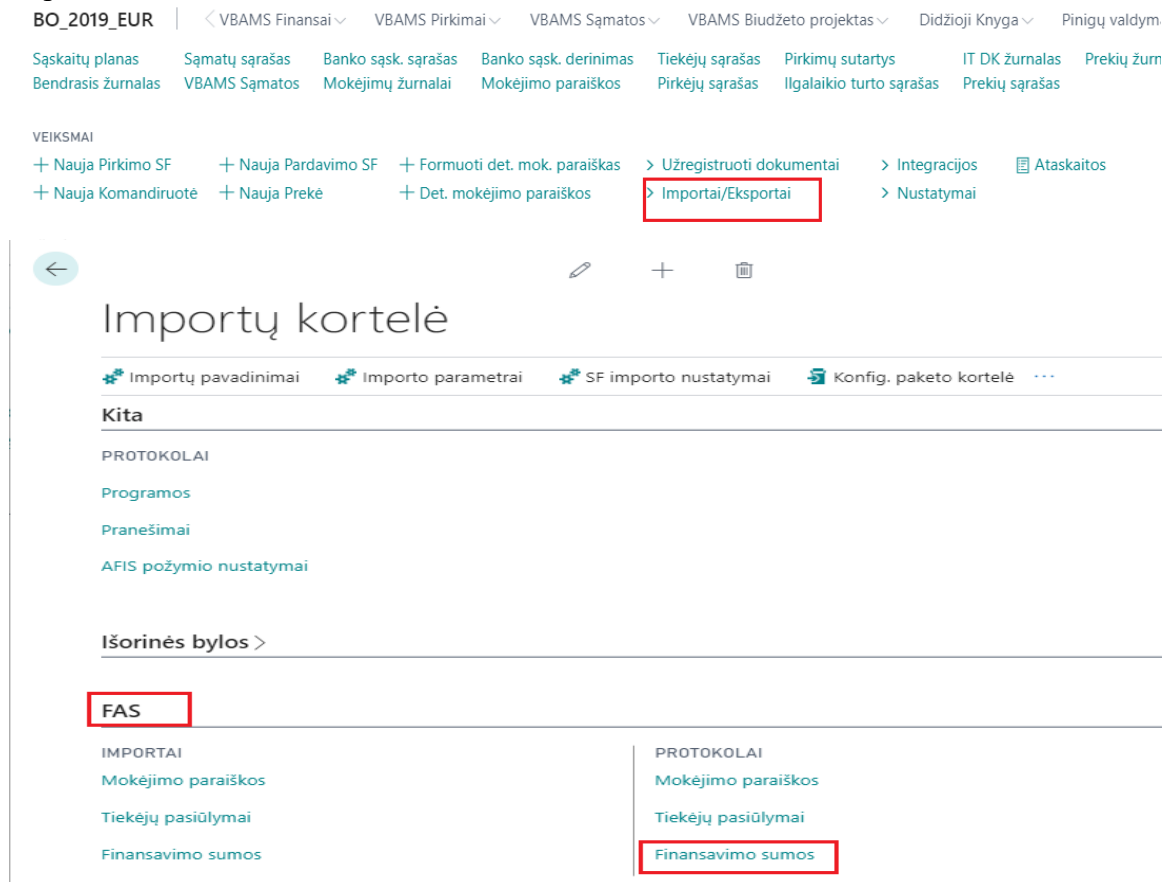 BO_2019_EUR VBAMS Finansai VBAMS Pirkimai VBAMS Sąmatos VBAMS Biudžeto projektas Didžioji Knyga Pinigų valdym
Sąskaitų planas Sąmatų sąrašas Banko sąsk. sąrašas Banko sąsk. derinimas Tiekėjų sąrašas Pirkimų sutartys IT DK žurnalas Prekių žurn
Bendrasis žurnalas VBAMS Sąmatos Mokėjimų žurnalai Mokėjimo paraiškos Pirkėjų sąrašas Ilgalaikio turto sąrašas Prekių sąrašas
VEIKSMAI
+ Nauja Pirkimo SF + Nauja Pardavimo SF + Formuoti det. mok. paraiškas > Užregistruoti dokumentai > Integracijos Ataskaitos
+ Nauja Komandiruotė + Nauja Prekė + Det. mokėjimo paraiškos > Importai/Eksportai > Nustatymai
Importų kortelė
Importų pavadinimai Importo parametrai SF importo nustatymai Konfig. paketo kortelė ...
Kita
PROTOKOLAI
Programos
Pranešimai
AFIS požymio nustatymai
Išorinės bylos >
FAS
IMPORTAI PROTOKOLAI
Mokėjimo paraiškos Mokėjimo paraiškos
Tiekėjų pasiūlymai Tiekėjų pasiūlymai
Finansavimo sumos Finansavimo sumos